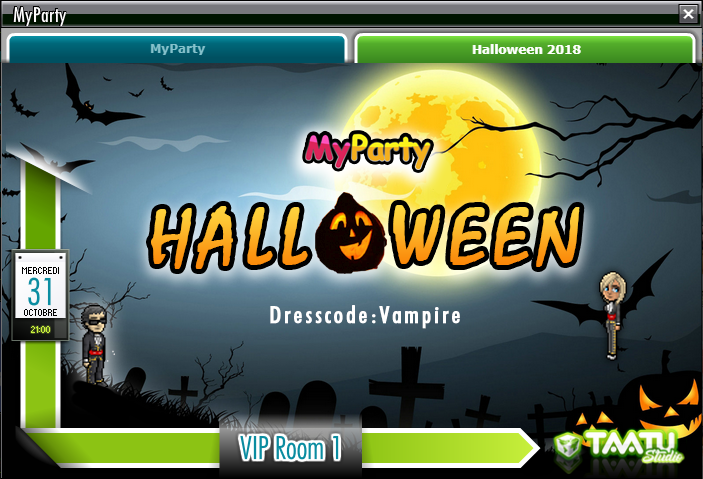 MyParty
MyParty
Halloween 2018
MyParty
HALLOWEEN
MERCREDI
31
OCTOBRE
21:00
Dresscode:Vampire
VIP Room 1
TAATU
Studio